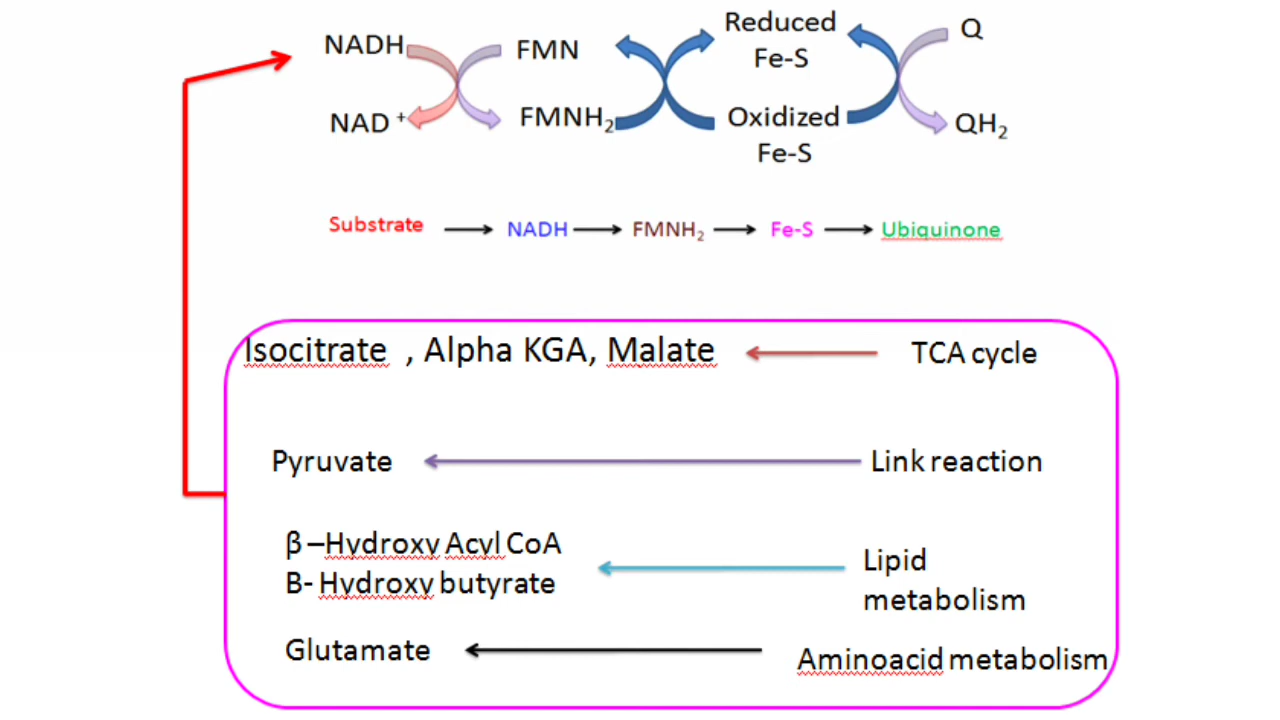 NADH FMN Reduced Fe-S Q
NAD + FMNH2 Oxidized Fe-S QH2
Substrate NADH FMNH2 Fe-S Ubiquinone
Isocitrate , Alpha KGA, Malate TCA cycle
Pyruvate Link reaction
β –Hydroxy Acyl CoA
B- Hydroxy butyrate
Lipid
metabolism
Glutamate Aminoacid metabolism